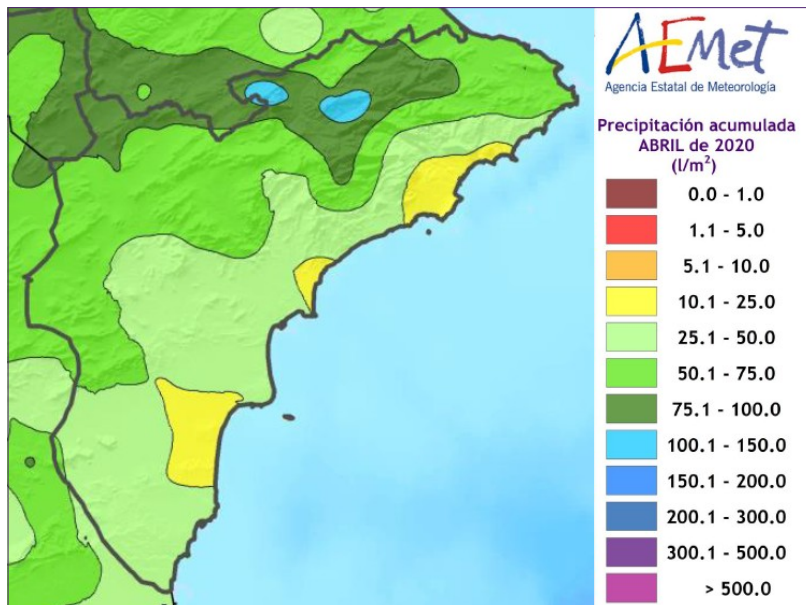 AEMet
Agencia Estatal de Meteorología
Precipitación acumulada
ABRIL de 2020
(l/m²)
0.0 - 1.0
1.1 - 5.0
5.1 - 10.0
10.1 - 25.0
25.1 - 50.0
50.1 - 75.0
75.1 - 100.0
100.1 - 150.0
150.1 - 200.0
200.1 - 300.0
300.1 - 500.0
> 500.0